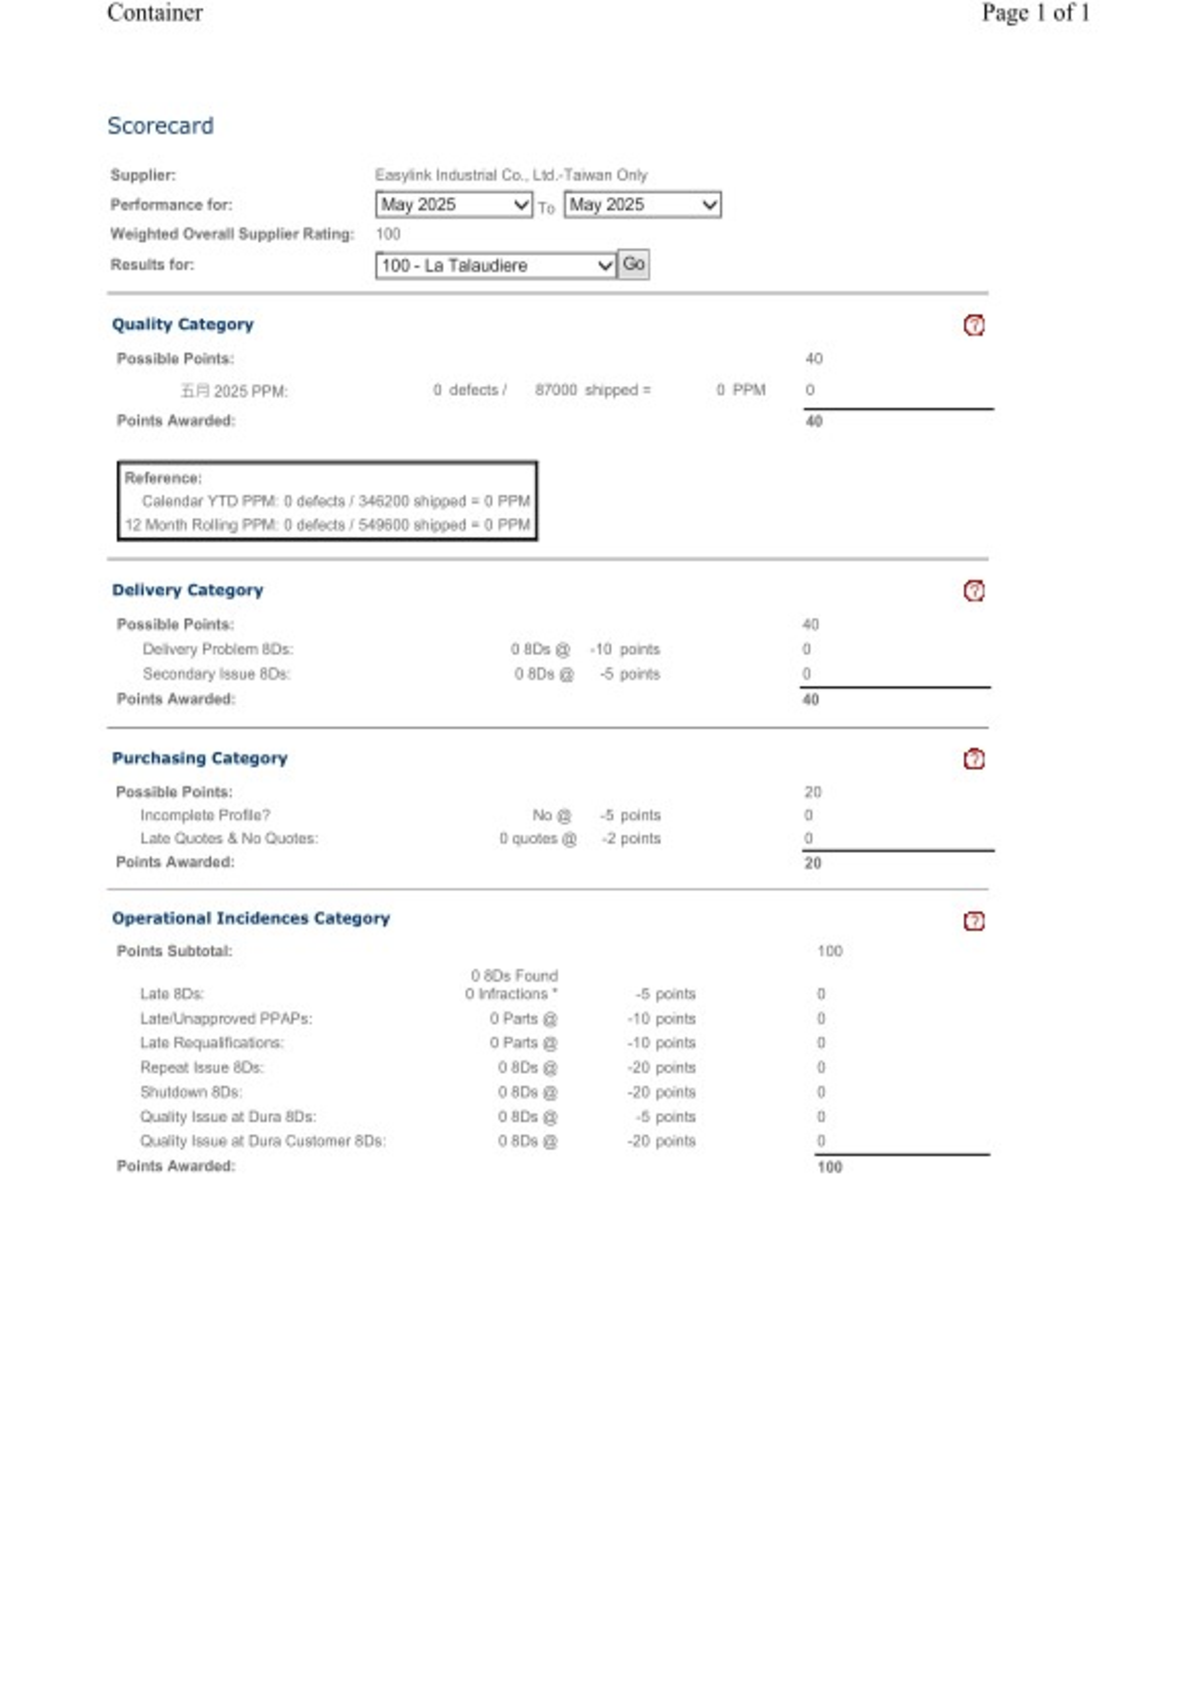 Container Page 1 of 1
Scorecard
Supplier: Easylink Industrial Co., Ltd.-Taiwan Only
Performance for: May 2025 To May 2025
Weighted Overall Supplier Rating: 100
Results for: 100 - La Talaudiere Go
Quality Category ?
Possible Points: 40
五月 2025 PPM: 0 defects / 87000 shipped = 0 PPM 0
Points Awarded: 40
Reference:
Calendar YTD PPM: 0 defects / 346200 shipped = 0 PPM
12 Month Rolling PPM: 0 defects / 549600 shipped = 0 PPM
Delivery Category ?
Possible Points: 40
Delivery Problem 8Ds: 0 8Ds @ -10 points 0
Secondary Issue 8Ds: 0 8Ds @ -5 points 0
Points Awarded: 40
Purchasing Category ?
Possible Points: 20
Incomplete Profile? No @ -5 points 0
Late Quotes & No Quotes: 0 quotes @ -2 points 0
Points Awarded: 20
Operational Incidences Category ?
Points Subtotal: 100
0 8Ds Found
Late 8Ds: 0 Infractions * -5 points 0
Late/Unapproved PPAPs: 0 Parts @ -10 points 0
Late Requalifications: 0 Parts @ -10 points 0
Repeat Issue 8Ds: 0 8Ds @ -20 points 0
Shutdown 8Ds: 0 8Ds @ -20 points 0
Quality Issue at Dura 8Ds: 0 8Ds @ -5 points 0
Quality Issue at Dura Customer 8Ds: 0 8Ds @ -20 points 0
Points Awarded: 100